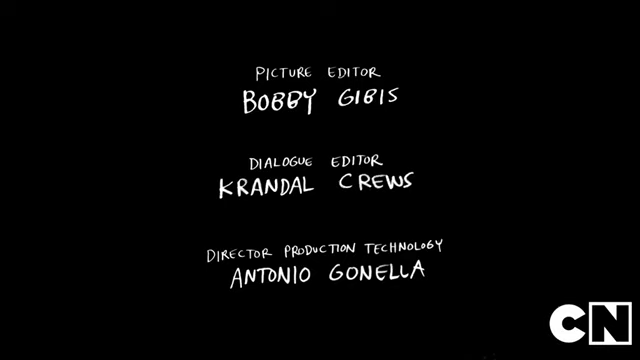 PICTURE EDITOR
BOBBY GIBIS
DIALOGUE EDITOR
KRANDAL CREWS
DIRECTOR PRODUCTION TECHNOLOGY
ANTONIO GONELLA
CN